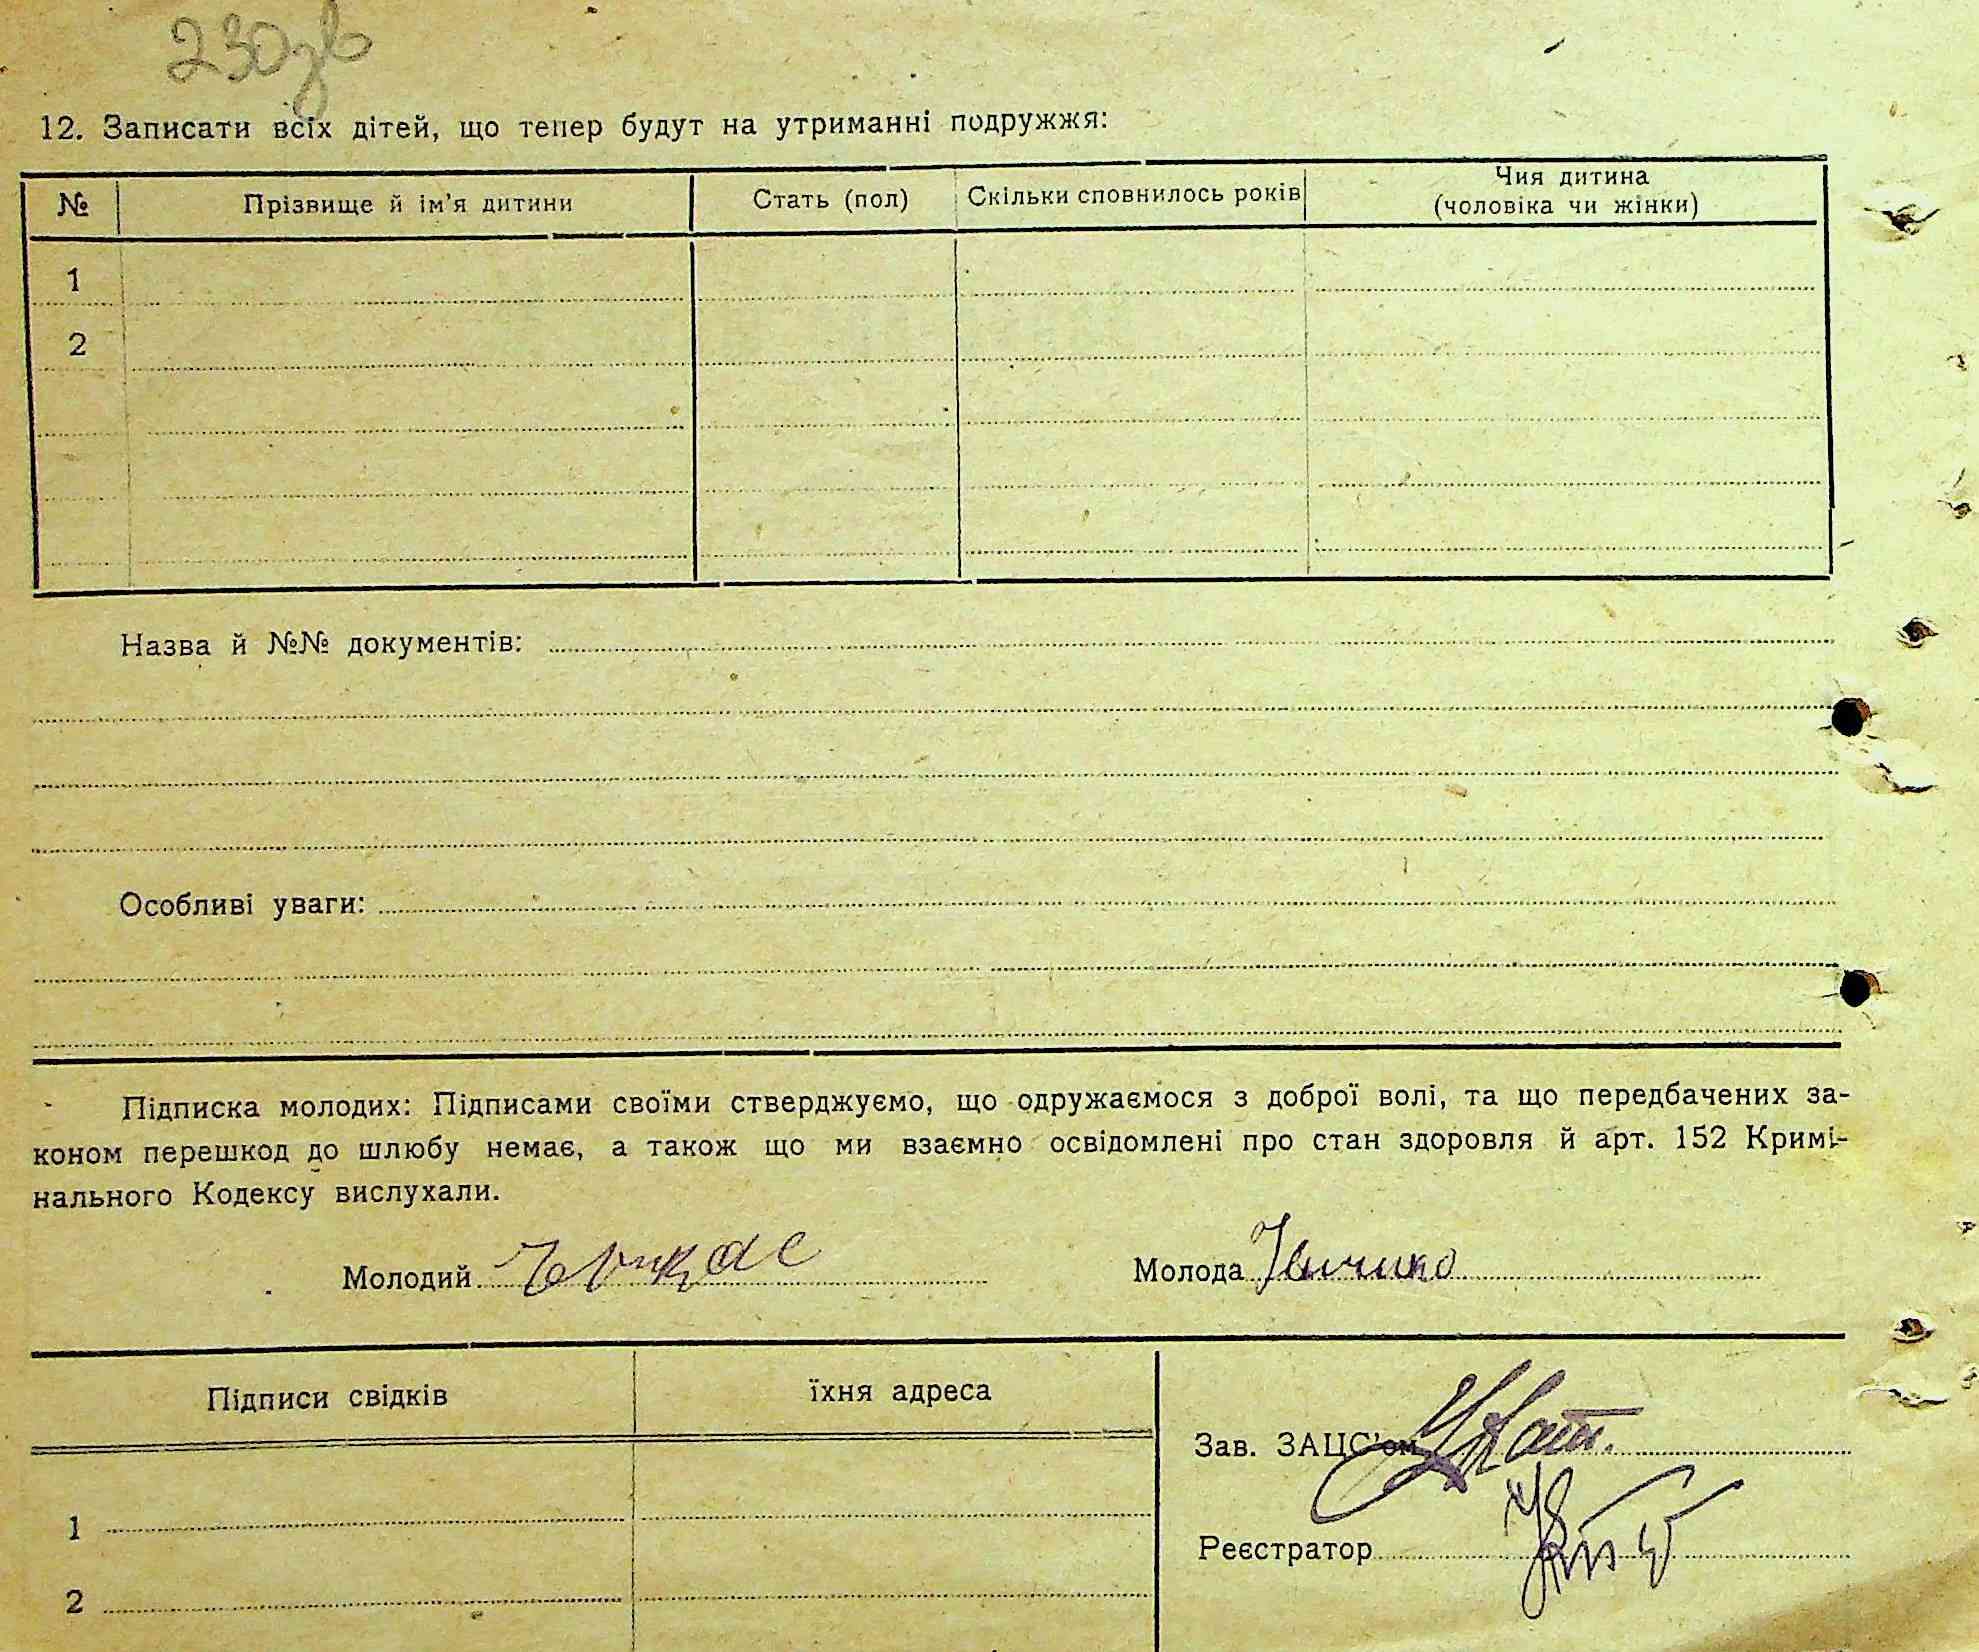 230зв
12. Записати всіх дітей, що тепер будут на утриманні подружжя:
№ Прізвище й ім'я дитини Стать (пол) Скільки сповнилось років Чия дитина (чоловіка чи жінки)
1
2
Назва й №№ документів:
Особливі уваги:
Підписка молодих: Підписами своїми стверджуємо, що одружаємося з доброї волі, та що передбачених за-
коном перешкод до шлюбу немає, а також що ми взаємно освідомлені про стан здоровля й арт. 152 Кримі-
нального Кодексу вислухали.
Молодий Черкас Молода
Підписи свідків їхня адреса
Зав. ЗАЦС'ом
1
Реєстратор
2